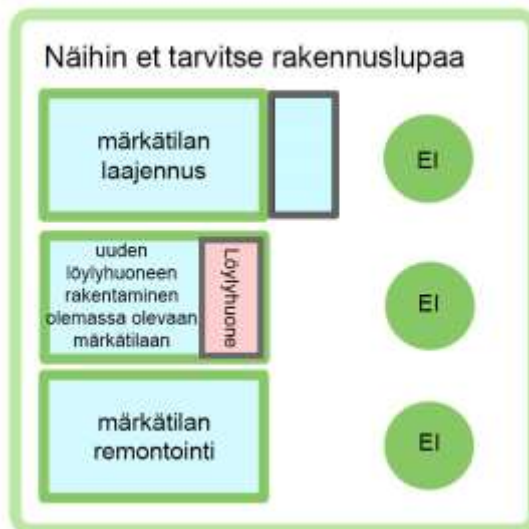 Näihin et tarvitse rakennuslupaa
märkätilan
laajennus
EI
uuden
löylyhuoneen
rakentaminen
olemassa olevaan
märkätilaan
Löylyhuone
EI
märkätilan
remontointi
EI